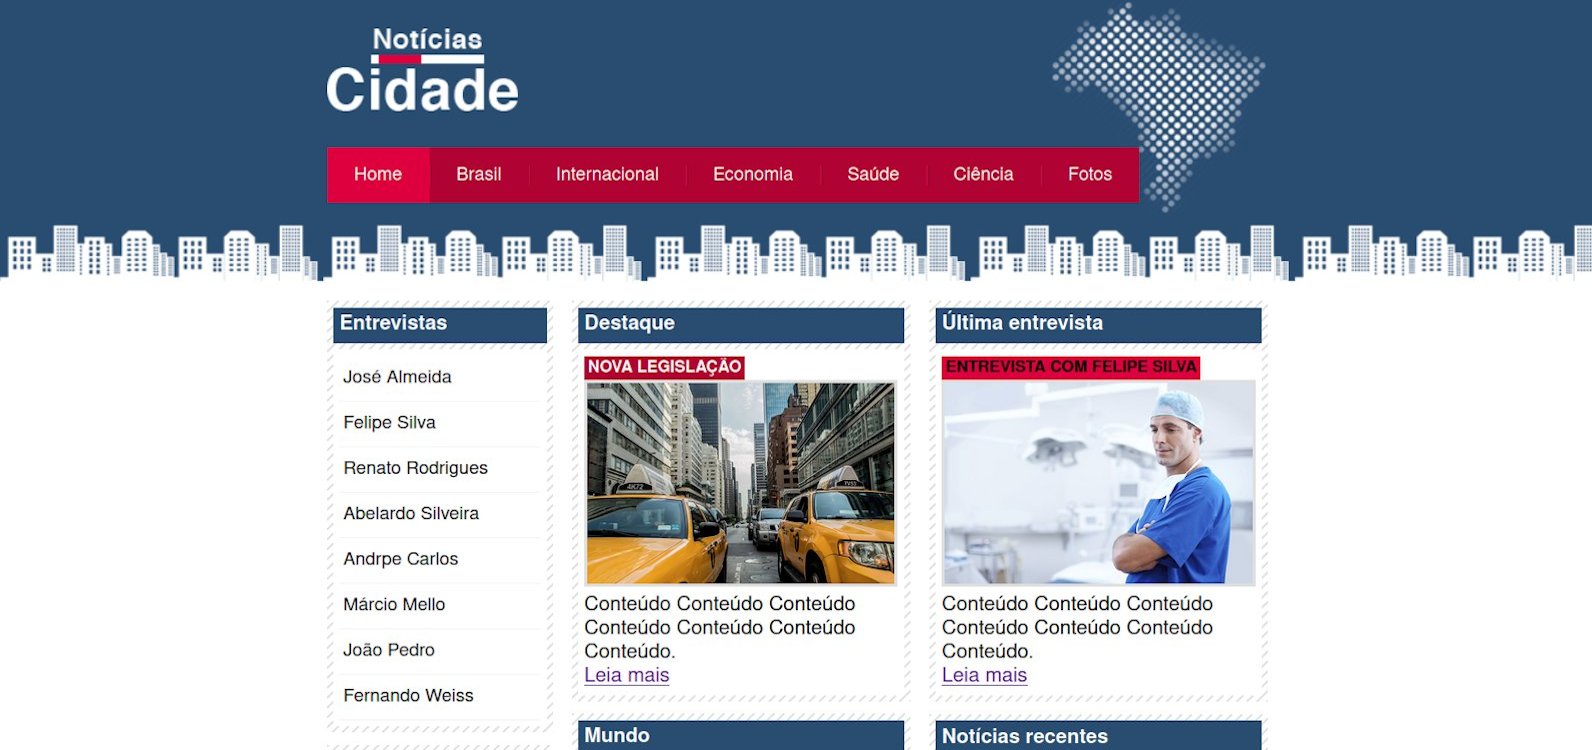 Notícias
Cidade
Home Brasil Internacional Economia Saúde Ciência Fotos
Entrevistas
José Almeida
Felipe Silva
Renato Rodrigues
Abelardo Silveira
Andrpe Carlos
Márcio Mello
João Pedro
Fernando Weiss
Destaque
NOVA LEGISLAÇÃO
4K72
1V51
Conteúdo Conteúdo Conteúdo
Conteúdo Conteúdo Conteúdo
Conteúdo.
Leia mais
Última entrevista
ENTREVISTA COM FELIPE SILVA
Conteúdo Conteúdo Conteúdo
Conteúdo Conteúdo Conteúdo
Conteúdo.
Leia mais
Mundo
Notícias recentes